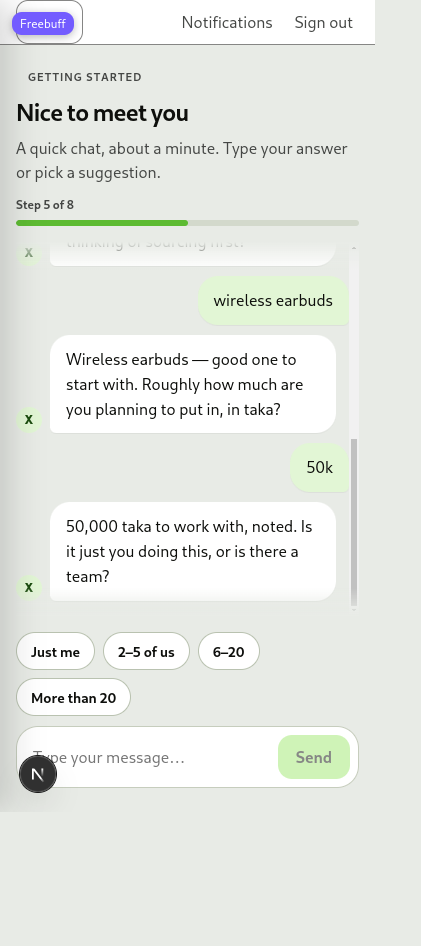 Freebuff
Notifications
Sign out
GETTING STARTED
Nice to meet you
A quick chat, about a minute. Type your answer
or pick a suggestion.
Step 5 of 8
thinking of sourcing first?
X
wireless earbuds
Wireless earbuds — good one to
start with. Roughly how much are
you planning to put in, in taka?
X
50k
50,000 taka to work with, noted. Is
it just you doing this, or is there a
team?
X
Just me
2–5 of us
6–20
More than 20
Type your message...
Send
N